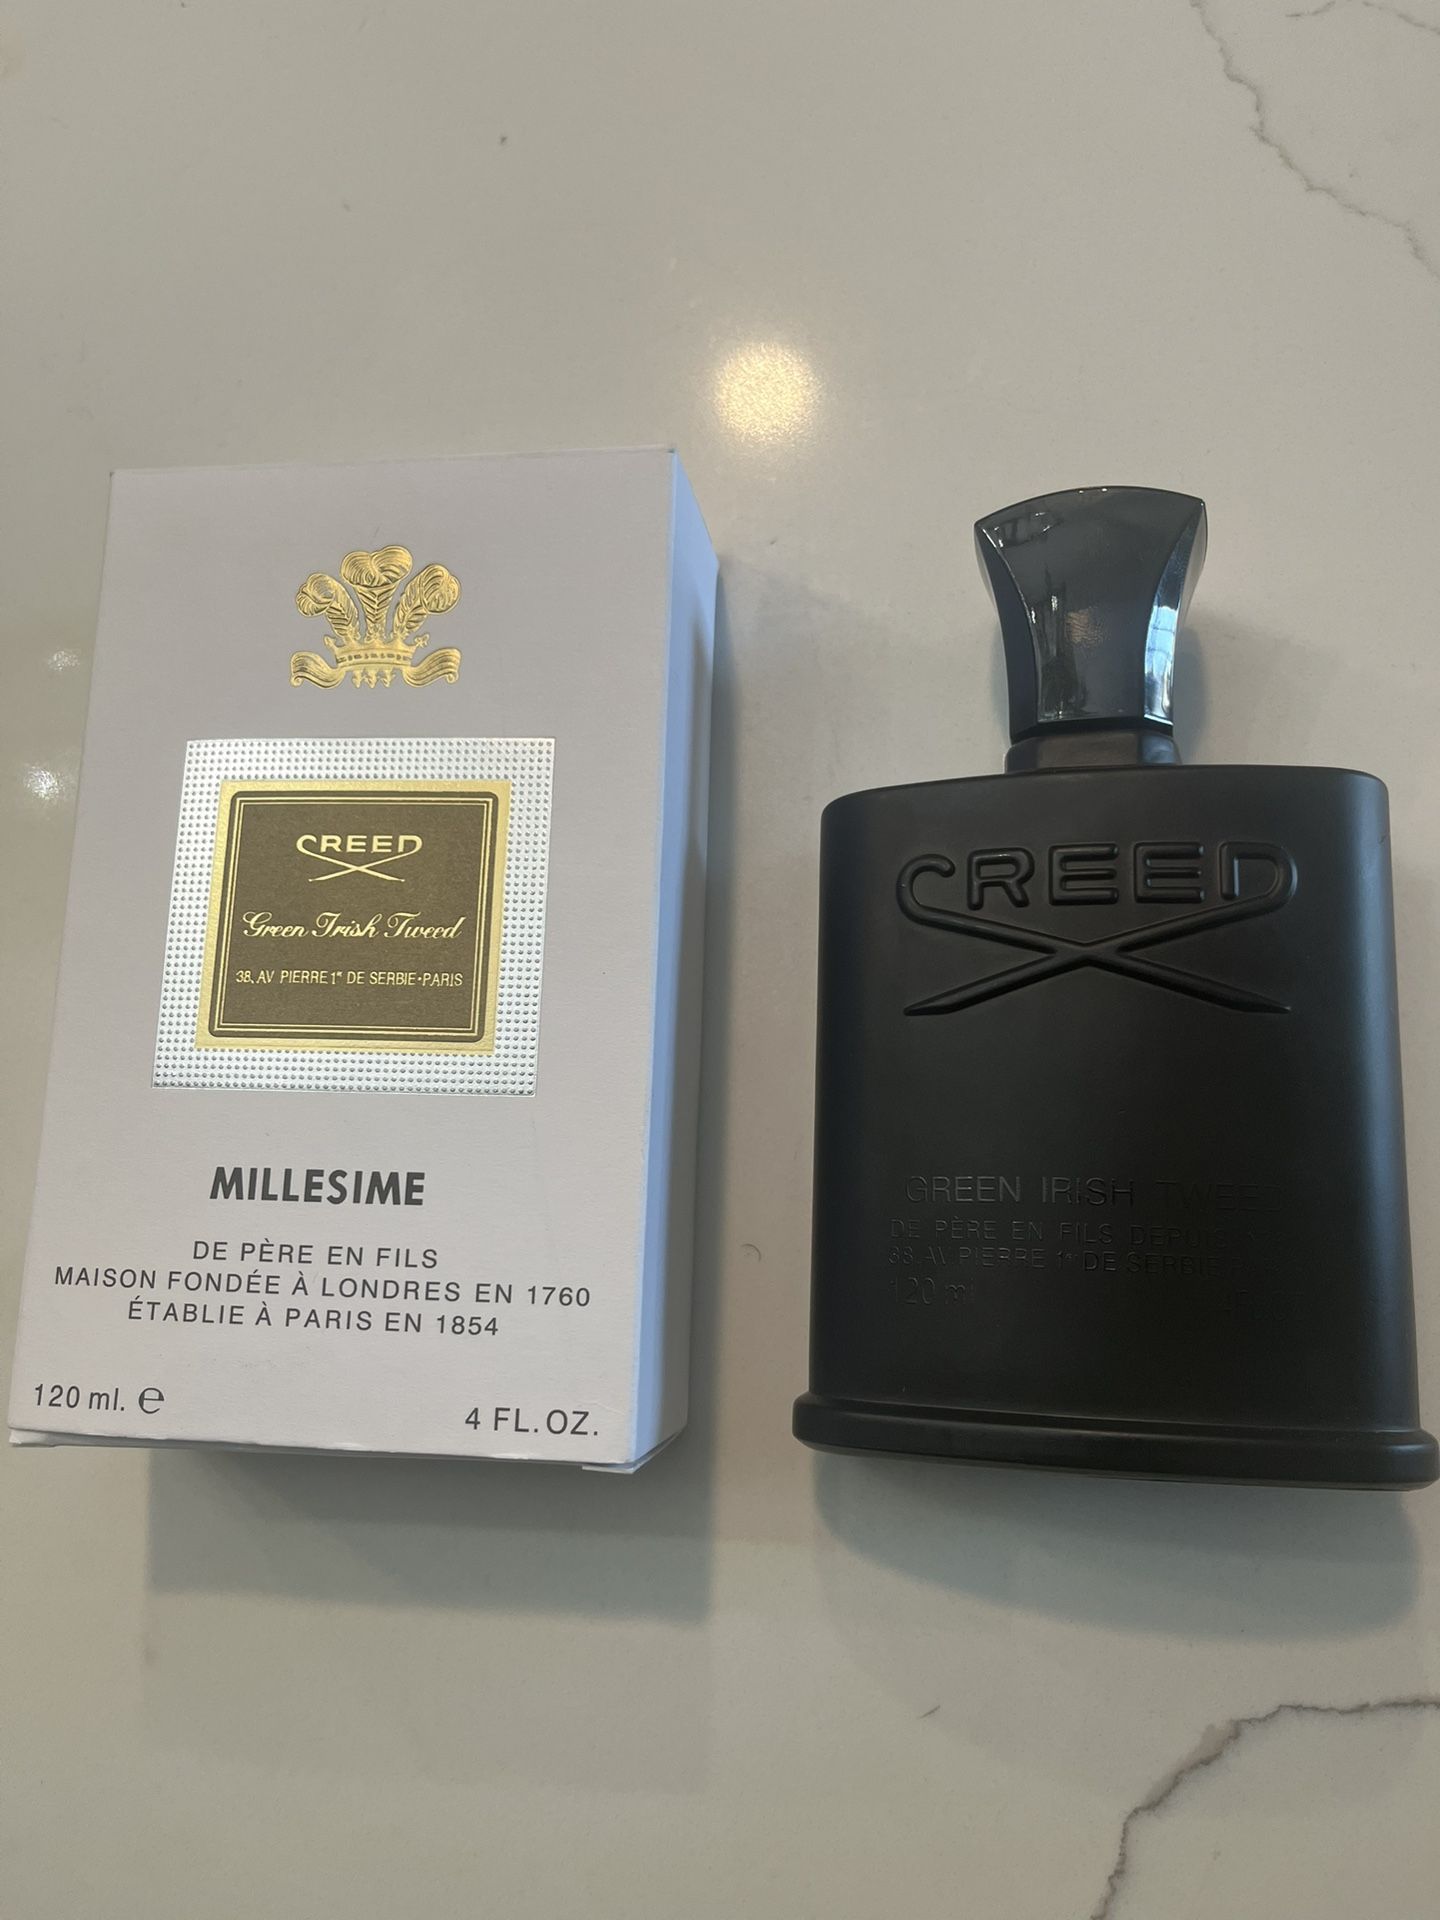 CREED
Green Irish Tweed
38, AV PIERRE 1er DE SERBIE•PARIS
MILLESIME
DE PÈRE EN FILS
MAISON FONDÉE À LONDRES EN 1760
ÉTABLIE À PARIS EN 1854
120 ml. ℮
4 FL.OZ.
CREED
GREEN IRISH TWEED
DE PÈRE EN FILS DEPUIS
38, AV PIERRE 1er DE SERBIE
120 ml